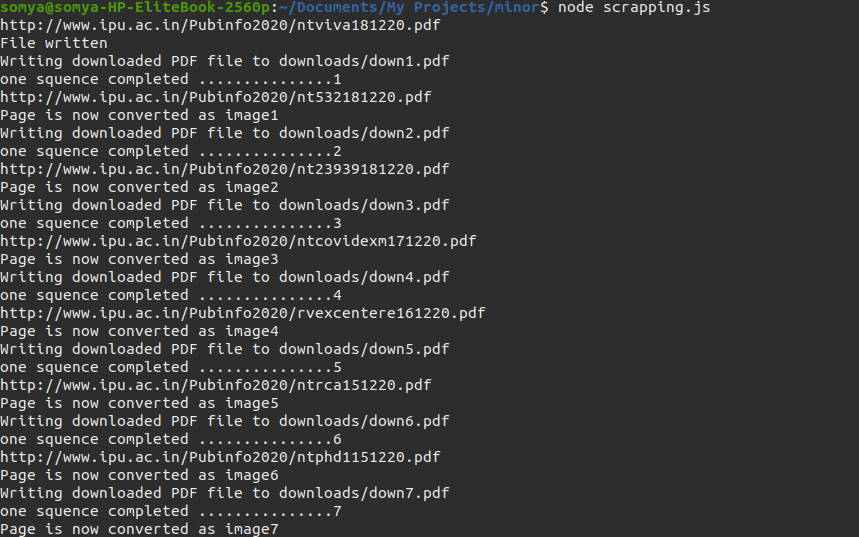 somya@somya-HP-EliteBook-2560p:~/Documents/My Projects/minor$ node scrapping.js
http://www.ipu.ac.in/Pubinfo2020/ntviva181220.pdf
File written
Writing downloaded PDF file to downloads/down1.pdf
one squence completed ...............1
http://www.ipu.ac.in/Pubinfo2020/nt532181220.pdf
Page is now converted as image1
Writing downloaded PDF file to downloads/down2.pdf
one squence completed ...............2
http://www.ipu.ac.in/Pubinfo2020/nt23939181220.pdf
Page is now converted as image2
Writing downloaded PDF file to downloads/down3.pdf
one squence completed ...............3
http://www.ipu.ac.in/Pubinfo2020/ntcovidexm171220.pdf
Page is now converted as image3
Writing downloaded PDF file to downloads/down4.pdf
one squence completed ...............4
http://www.ipu.ac.in/Pubinfo2020/rvexcentere161220.pdf
Page is now converted as image4
Writing downloaded PDF file to downloads/down5.pdf
one squence completed ...............5
http://www.ipu.ac.in/Pubinfo2020/ntrca151220.pdf
Page is now converted as image5
Writing downloaded PDF file to downloads/down6.pdf
one squence completed ...............6
http://www.ipu.ac.in/Pubinfo2020/ntphd1151220.pdf
Page is now converted as image6
Writing downloaded PDF file to downloads/down7.pdf
one squence completed ...............7
Page is now converted as image7